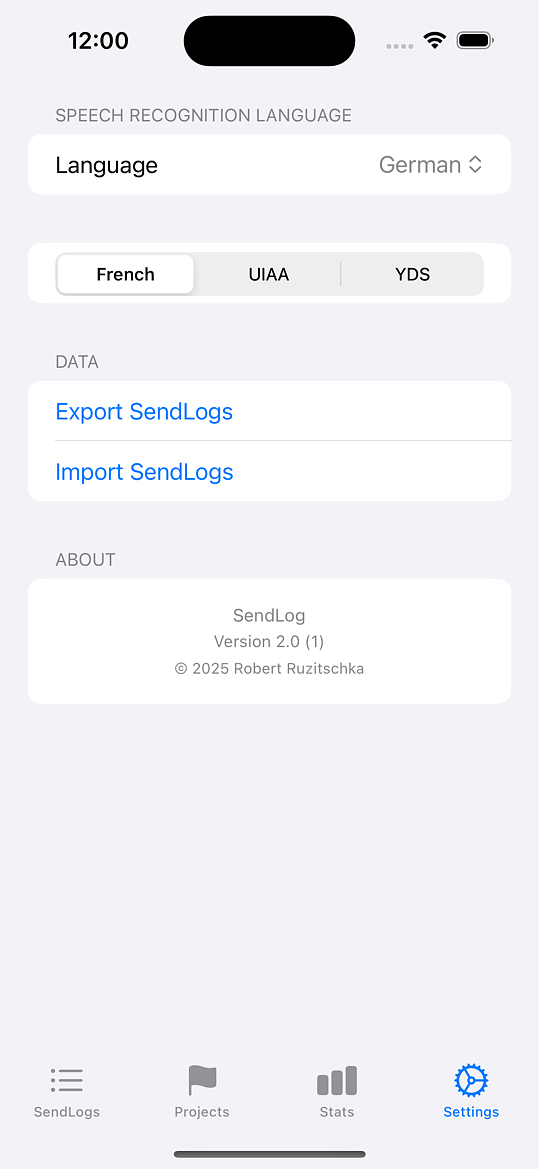 12:00
SPEECH RECOGNITION LANGUAGE
Language German
French UIAA YDS
DATA
Export SendLogs
Import SendLogs
ABOUT
SendLog
Version 2.0 (1)
© 2025 Robert Ruzitschka
SendLogs Projects Stats Settings